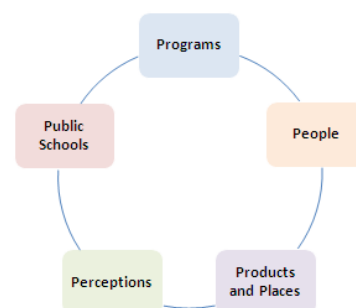 Programs
People
Products
and Places
Perceptions
Public
Schools